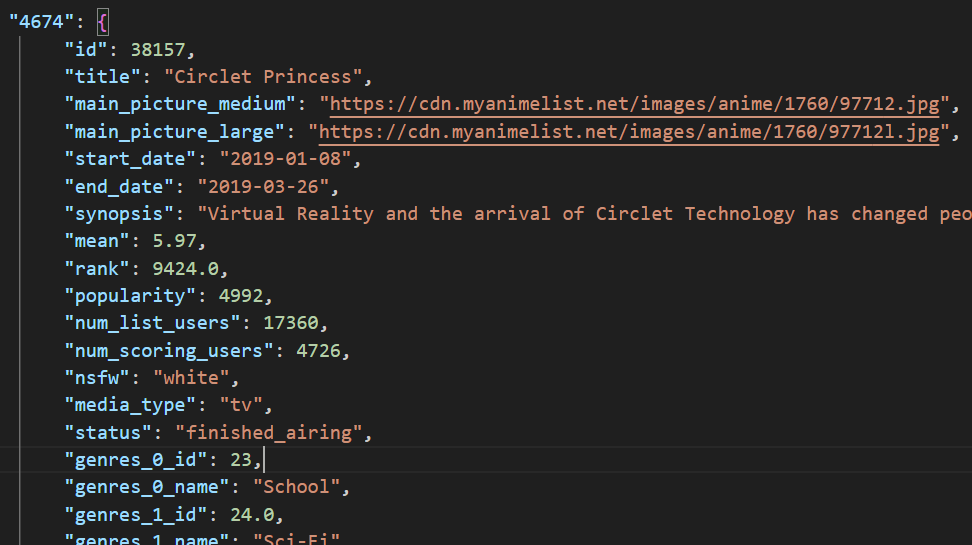 "4674": {
"id": 38157,
"title": "Circlet Princess",
"main_picture_medium": "https://cdn.myanimelist.net/images/anime/1760/97712.jpg",
"main_picture_large": "https://cdn.myanimelist.net/images/anime/1760/97712l.jpg",
"start_date": "2019-01-08",
"end_date": "2019-03-26",
"synopsis": "Virtual Reality and the arrival of Circlet Technology has changed peo
"mean": 5.97,
"rank": 9424.0,
"popularity": 4992,
"num_list_users": 17360,
"num_scoring_users": 4726,
"nsfw": "white",
"media_type": "tv",
"status": "finished_airing",
"genres_0_id": 23,
"genres_0_name": "School",
"genres_1_id": 24.0,
"genres_1_name": "Sci-Fi"